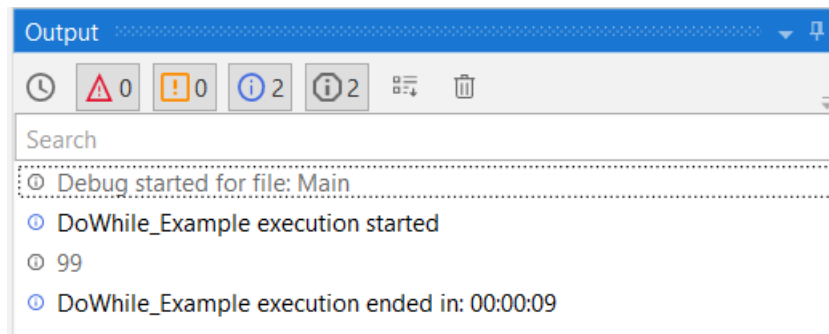 Output
0 0 2 2
Search
Debug started for file: Main
DoWhile_Example execution started
99
DoWhile_Example execution ended in: 00:00:09